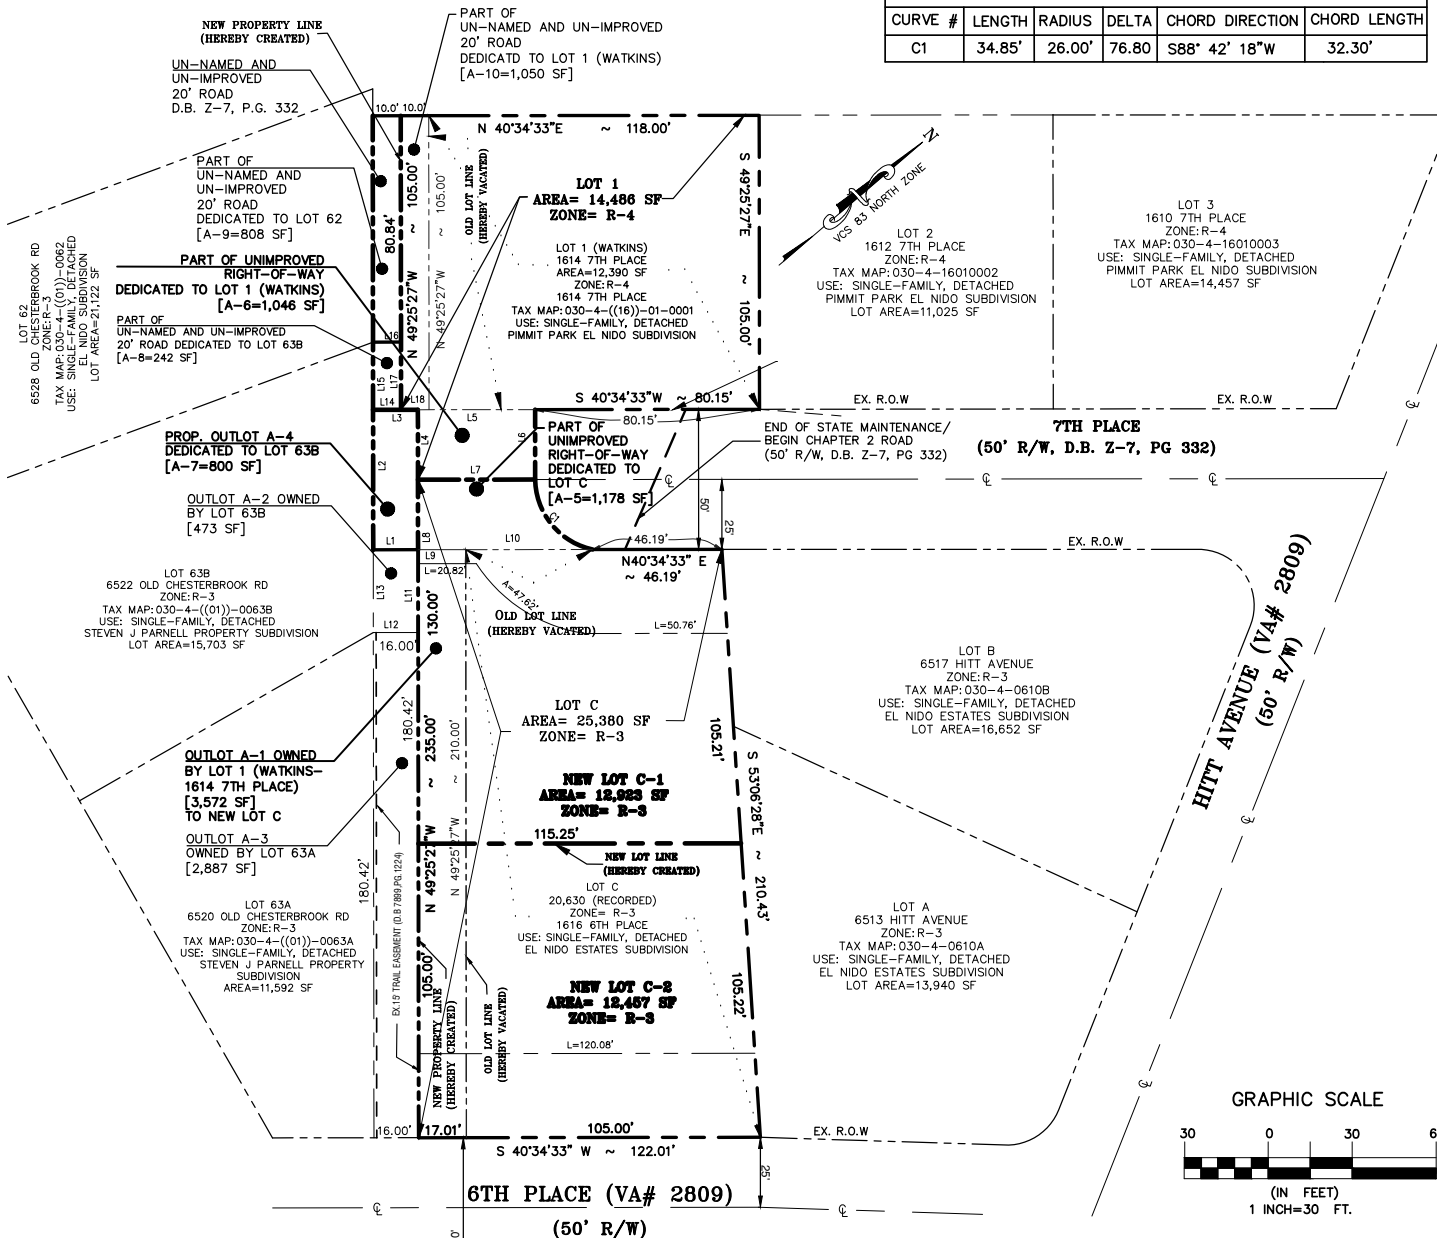 CURVE # LENGTH RADIUS DELTA CHORD DIRECTION CHORD LENGTH
C1 34.85' 26.00' 76.80 S88° 42' 18"W 32.30'
NEW PROPERTY LINE
(HEREBY CREATED)
PART OF
UN-NAMED AND UN-IMPROVED
20' ROAD
DEDICATD TO LOT 1 (WATKINS)
[A-10=1,050 SF]
UN-NAMED AND
UN-IMPROVED
20' ROAD
D.B. Z-7, P.G. 332
10.0' 10.0'
N 40°34'33"E ~ 118.00'
PART OF
UN-NAMED AND
UN-IMPROVED
20' ROAD
DEDICATED TO LOT 62
[A-9=808 SF]
PART OF UNIMPROVED
RIGHT-OF-WAY
DEDICATED TO LOT 1 (WATKINS)
[A-6=1,046 SF]
PART OF
UN-NAMED AND UN-IMPROVED
20' ROAD DEDICATED TO LOT 63B
[A-8=242 SF]
LOT 62
6528 OLD CHESTERBROOK RD
ZONE: R-3
TAX MAP: 030-4-((01))-0062
USE: SINGLE-FAMILY, DETACHED
EL NIDO SUBDIVISION
LOT AREA=21,122 SF
80.84'
N 49°25'27"W ~ 105.00'
N 49°25'27"W ~ 105.00'
OLD LOT LINE
(HEREBY VACATED)
LOT 1
AREA= 14,486 SF
ZONE= R-4
LOT 1 (WATKINS)
1614 7TH PLACE
AREA=12,390 SF
ZONE: R-4
1614 7TH PLACE
TAX MAP: 030-4-((16))-01-0001
USE: SINGLE-FAMILY, DETACHED
PIMMIT PARK EL NIDO SUBDIVISION
S 49°25'27"E ~ 105.00'
N
VCS 83 NORTH ZONE
LOT 2
1612 7TH PLACE
ZONE: R-4
TAX MAP: 030-4-16010002
USE: SINGLE-FAMILY, DETACHED
PIMMIT PARK EL NIDO SUBDIVISION
LOT AREA=11,025 SF
LOT 3
1610 7TH PLACE
ZONE: R-4
TAX MAP: 030-4-16010003
USE: SINGLE-FAMILY, DETACHED
PIMMIT PARK EL NIDO SUBDIVISION
LOT AREA=14,457 SF
L16
L15
L17
L14
L18
L3
L4
L5
L6
L7
L2
S 40°34'33"W ~ 80.15'
80.15'
EX. R.O.W
EX. R.O.W
7TH PLACE
(50' R/W, D.B. Z-7, PG 332)
END OF STATE MAINTENANCE/
BEGIN CHAPTER 2 ROAD
(50' R/W, D.B. Z-7, PG 332)
PART OF
UNIMPROVED
RIGHT-OF-WAY
DEDICATED TO
LOT C
[A-5=1,178 SF]
PROP. OUTLOT A-4
DEDICATED TO LOT 63B
[A-7=800 SF]
OUTLOT A-2 OWNED
BY LOT 63B
[473 SF]
C1
50'
25'
L1
L8
L9
L10
46.19'
N40°34'33" E
~ 46.19'
EX. R.O.W
L=20.82'
A=47.62'
L13
L11
L12
LOT 63B
6522 OLD CHESTERBROOK RD
ZONE: R-3
TAX MAP: 030-4-((01))-0063B
USE: SINGLE-FAMILY, DETACHED
STEVEN J PARNELL PROPERTY SUBDIVISION
LOT AREA=15,703 SF
130.00'
OLD LOT LINE
(HEREBY VACATED)
L=50.76'
16.00'
180.42'
LOT B
6517 HITT AVENUE
ZONE: R-3
TAX MAP: 030-4-0610B
USE: SINGLE-FAMILY, DETACHED
EL NIDO ESTATES SUBDIVISION
LOT AREA=16,652 SF
HITT AVENUE (VA# 2809)
(50' R/W)
LOT C
AREA= 25,380 SF
ZONE= R-3
105.21'
OUTLOT A-1 OWNED
BY LOT 1 (WATKINS-
1614 7TH PLACE)
[3,572 SF]
TO NEW LOT C
N 49°25'27"W ~ 235.00'
N 49°25'27"W ~ 210.00'
NEW LOT C-1
AREA= 12,923 SF
ZONE= R-3
S 53°06'28"E ~ 210.43'
OUTLOT A-3
OWNED BY LOT 63A
[2,887 SF]
115.25'
NEW LOT LINE
(HEREBY CREATED)
180.42'
EX.15' TRAIL EASEMENT (D.B 7899,PG.1224)
LOT C
20,630 (RECORDED)
ZONE= R-3
1616 6TH PLACE
USE: SINGLE-FAMILY, DETACHED
EL NIDO ESTATES SUBDIVISION
LOT 63A
6520 OLD CHESTERBROOK RD
ZONE: R-3
TAX MAP: 030-4-((01))-0063A
USE: SINGLE-FAMILY, DETACHED
STEVEN J PARNELL PROPERTY
SUBDIVISION
AREA=11,592 SF
LOT A
6513 HITT AVENUE
ZONE: R-3
TAX MAP: 030-4-0610A
USE: SINGLE-FAMILY, DETACHED
EL NIDO ESTATES SUBDIVISION
LOT AREA=13,940 SF
105.00'
NEW LOT C-2
AREA= 12,457 SF
ZONE= R-3
105.22'
NEW PROPERTY LINE
(HEREBY CREATED)
OLD LOT LINE
(HEREBY VACATED)
L=120.08'
16.00' 17.01' 105.00'
S 40°34'33" W ~ 122.01'
EX. R.O.W
25'
6TH PLACE (VA# 2809)
(50' R/W)
GRAPHIC SCALE
30 0 30 6
(IN FEET)
1 INCH=30 FT.